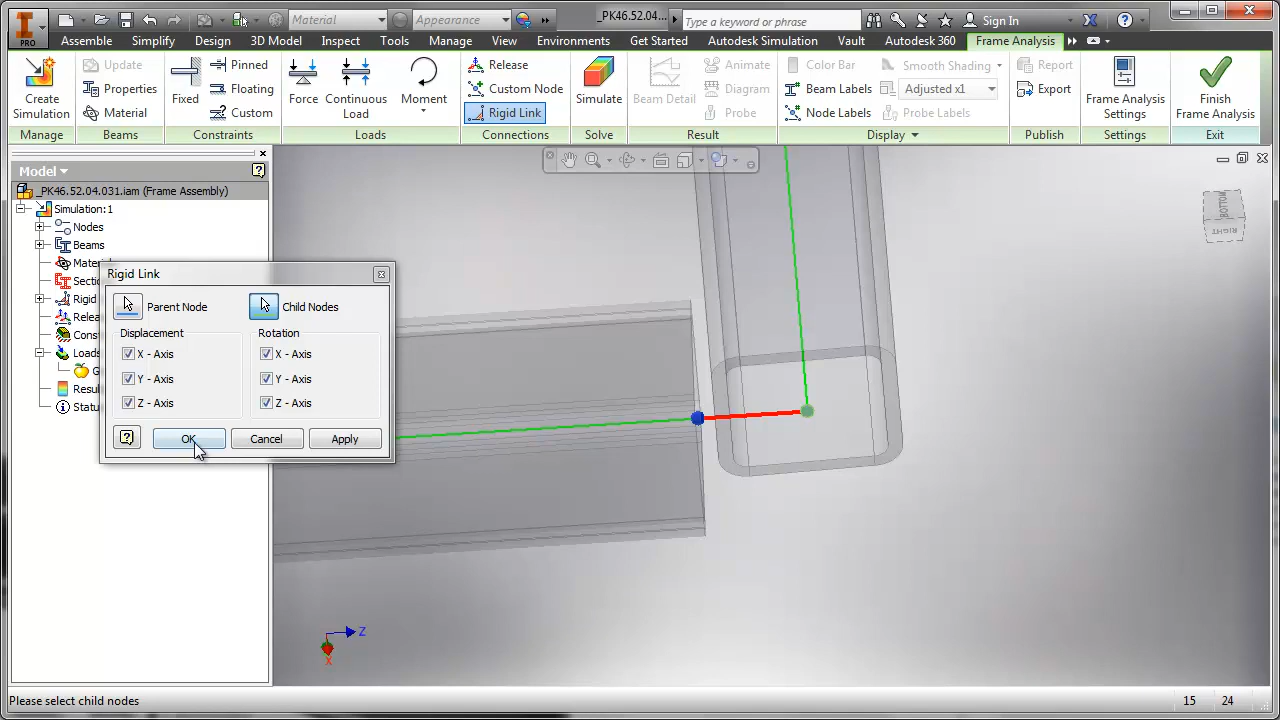 Material
Appearance
_PK46.52.04....
Type a keyword or phrase
Sign In
PRO
Assemble Simplify Design 3D Model Inspect Tools Manage View Environments Get Started Autodesk Simulation Vault Autodesk 360 Frame Analysis
Create Simulation
Update
Properties
Material
Fixed
Pinned
Floating
Custom
Force
Continuous Load
Moment
Release
Custom Node
Rigid Link
Simulate
Beam Detail
Animate
Diagram
Probe
Color Bar
Beam Labels
Node Labels
Smooth Shading
Adjusted x1
Probe Labels
Report
Export
Frame Analysis Settings
Finish Frame Analysis
Manage Beams Constraints Loads Connections Solve Result Display Publish Settings Exit
Model
_PK46.52.04.031.iam (Frame Assembly)
Simulation:1
Nodes
Beams
Rigid
Loads
Rigid Link
Parent Node
Child Nodes
Displacement
Rotation
X - Axis
X - Axis
Y - Axis
Y - Axis
Z - Axis
Z - Axis
OK
Cancel
Apply
BOTTOM
RIGHT
Z
X
Please select child nodes
15
24